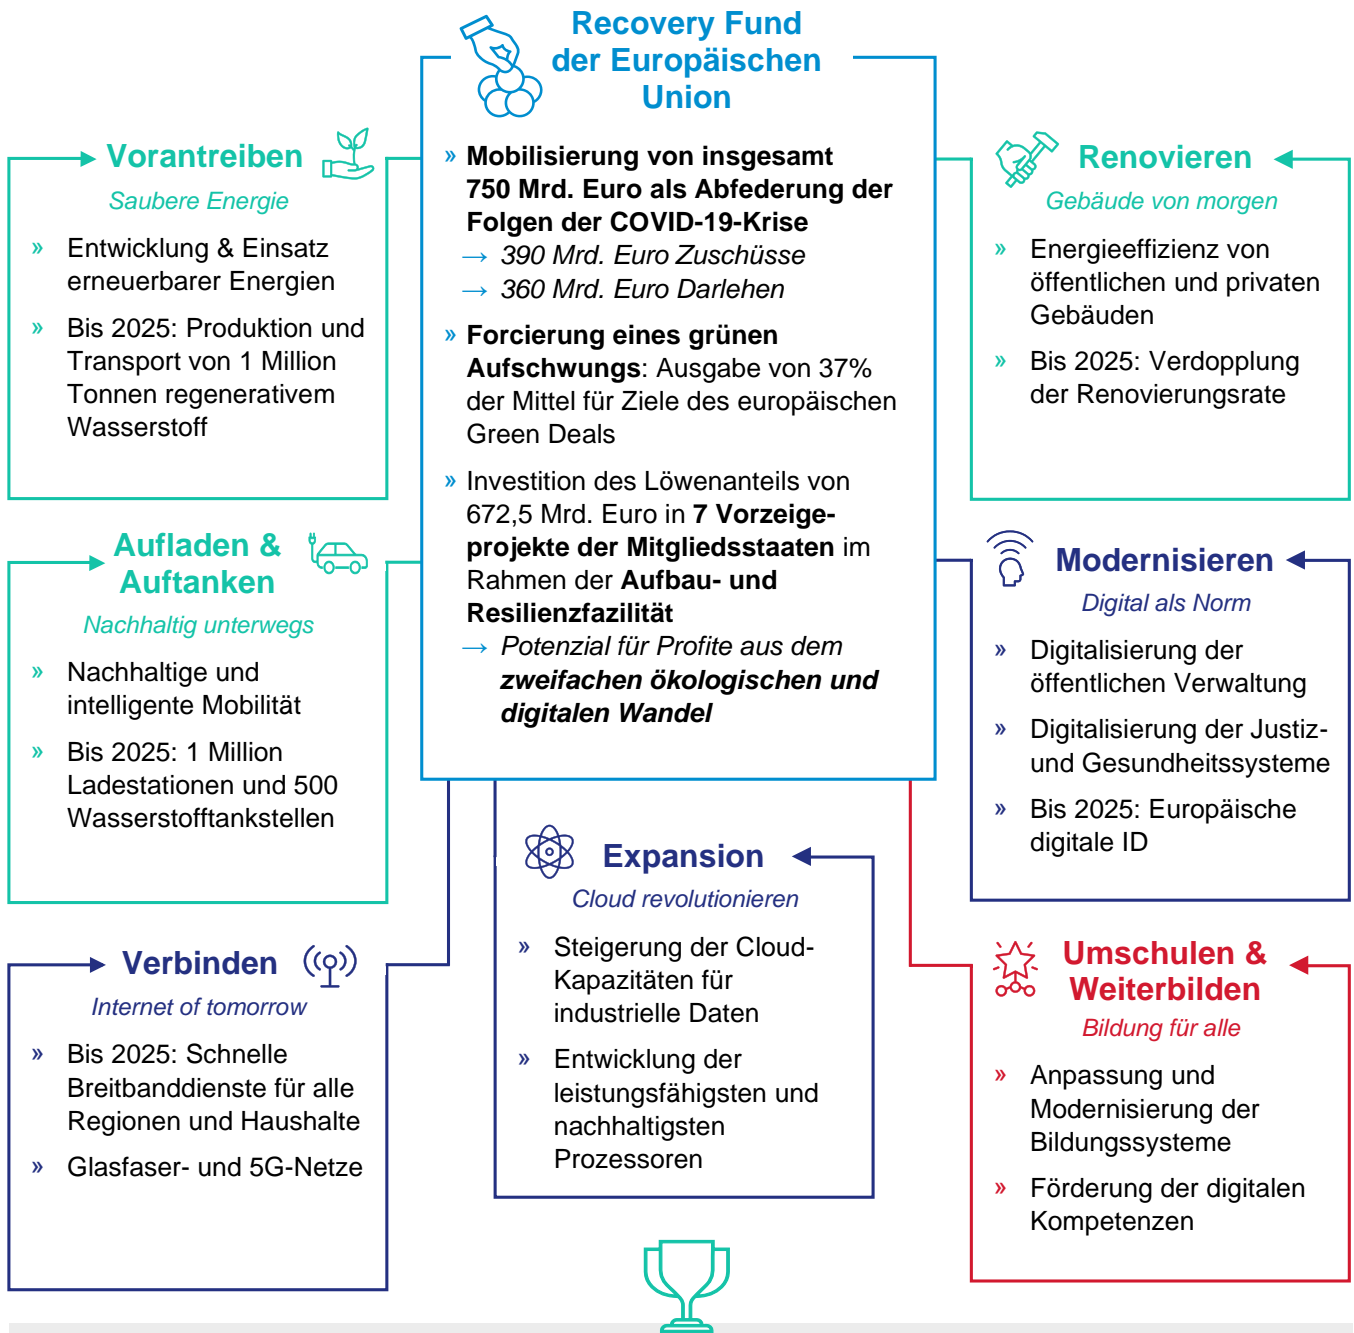 Recovery Fund
der Europäischen
Union
» Mobilisierung von insgesamt
750 Mrd. Euro als Abfederung der
Folgen der COVID-19-Krise
→ 390 Mrd. Euro Zuschüsse
→ 360 Mrd. Euro Darlehen
» Forcierung eines grünen
Aufschwungs: Ausgabe von 37%
der Mittel für Ziele des europäischen
Green Deals
» Investition des Löwenanteils von
672,5 Mrd. Euro in 7 Vorzeige-
projekte der Mitgliedsstaaten im
Rahmen der Aufbau- und
Resilienzfazilität
→ Potenzial für Profite aus dem
zweifachen ökologischen und
digitalen Wandel
Vorantreiben
Saubere Energie
» Entwicklung & Einsatz
erneuerbarer Energien
» Bis 2025: Produktion und
Transport von 1 Million
Tonnen regenerativem
Wasserstoff
Aufladen &
Auftanken
Nachhaltig unterwegs
» Nachhaltige und
intelligente Mobilität
» Bis 2025: 1 Million
Ladestationen und 500
Wasserstofftankstellen
Verbinden
Internet of tomorrow
» Bis 2025: Schnelle
Breitbanddienste für alle
Regionen und Haushalte
» Glasfaser- und 5G-Netze
Expansion
Cloud revolutionieren
» Steigerung der Cloud-
Kapazitäten für
industrielle Daten
» Entwicklung der
leistungsfähigsten und
nachhaltigsten
Prozessoren
Renovieren
Gebäude von morgen
» Energieeffizienz von
öffentlichen und privaten
Gebäuden
» Bis 2025: Verdopplung
der Renovierungsrate
Modernisieren
Digital als Norm
» Digitalisierung der
öffentlichen Verwaltung
» Digitalisierung der Justiz-
und Gesundheitssysteme
» Bis 2025: Europäische
digitale ID
Umschulen &
Weiterbilden
Bildung für alle
» Anpassung und
Modernisierung der
Bildungssysteme
» Förderung der digitalen
Kompetenzen